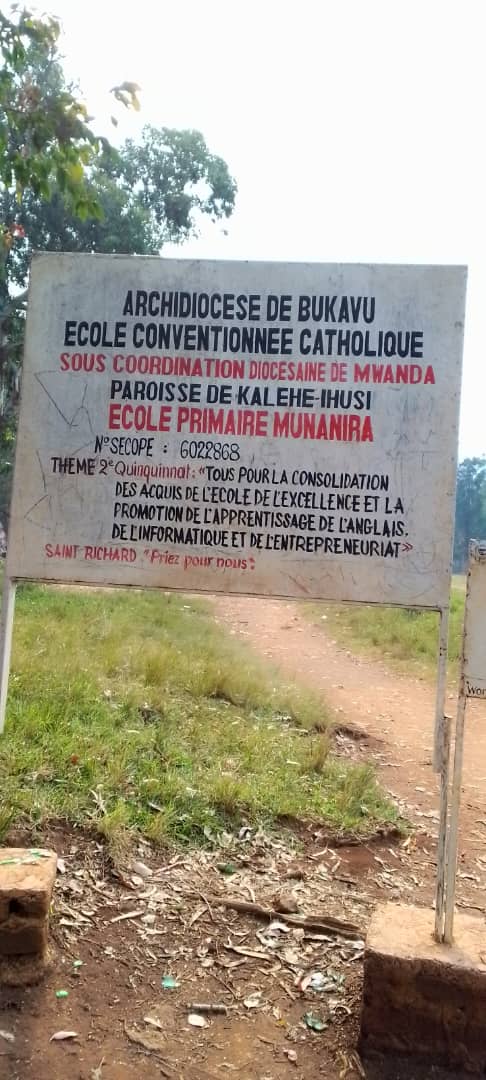 ARCHIDIOCESE DE BUKAVU
ECOLE CONVENTIONNEE CATHOLIQUE
SOUS COORDINATION DIOCESAINE DE MWANDA
PAROISSE DE KALEHE-IHUSI
ECOLE PRIMAIRE MUNANIRA
N° SECOPE : 6022868
THEME 2e Quinquinnat: "TOUS POUR LA CONSOLIDATION
DES ACQUIS DE L'ECOLE DE L'EXCELLENCE ET LA
PROMOTION DE L'APPRENTISSAGE DE L'ANGLAIS,
DE L'INFORMATIQUE ET DE L'ENTREPRENEURIAT"
SAINT RICHARD "Priez pour nous"